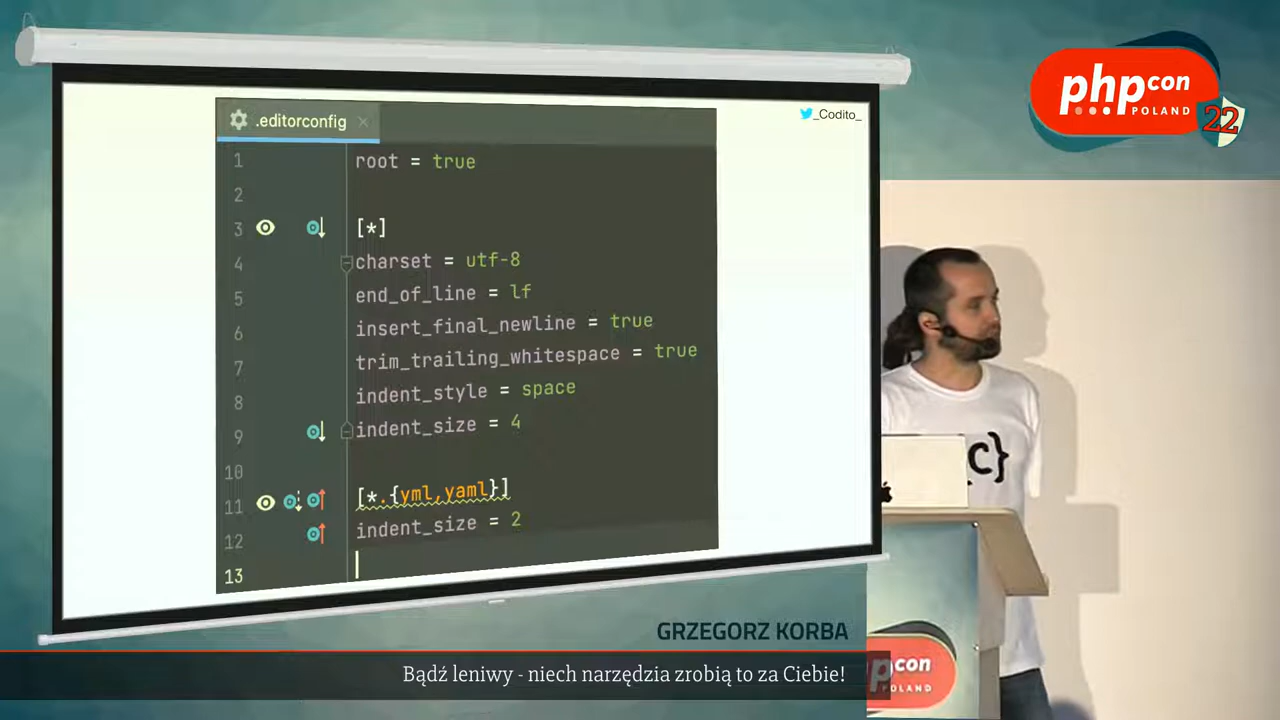 .editorconfig
_Codito_
1 root = true
2
3 [*]
4 charset = utf-8
5 end_of_line = lf
6 insert_final_newline = true
7 trim_trailing_whitespace = true
8 indent_style = space
9 indent_size = 4
10
11 [*.{yml,yaml}]
12 indent_size = 2
13
php con
POLAND
22
c}
GRZEGORZ KORBA
Bądź leniwy - niech narzędzia zrobią to za Ciebie!
php con
POLAND